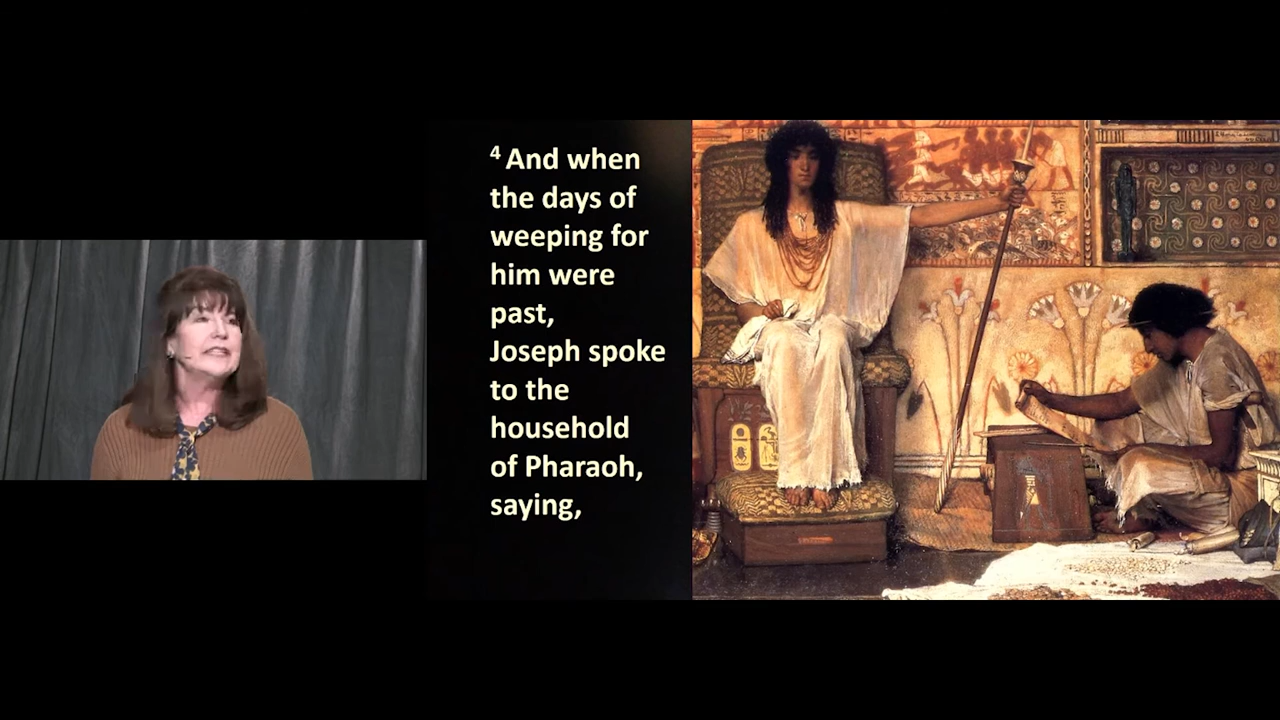 4 And when
the days of
weeping for
him were
past,
Joseph spoke
to the
household
of Pharaoh,
saying,